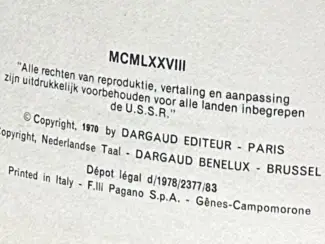 MCMLXXVIII
"Alle rechten van reproduktie, vertaling en aanpassing
zijn uitdrukkelijk voorbehouden voor alle landen inbegrepen
de U.S.S.R."
© Copyright, 1970 by DARGAUD EDITEUR - PARIS
Copyright, Nederlandse Taal - DARGAUD BENELUX - BRUSSEL
Dépot légal d/1978/2377/83
Printed in Italy - F.lli Pagano S.p.A. - Gênes-Campomorone